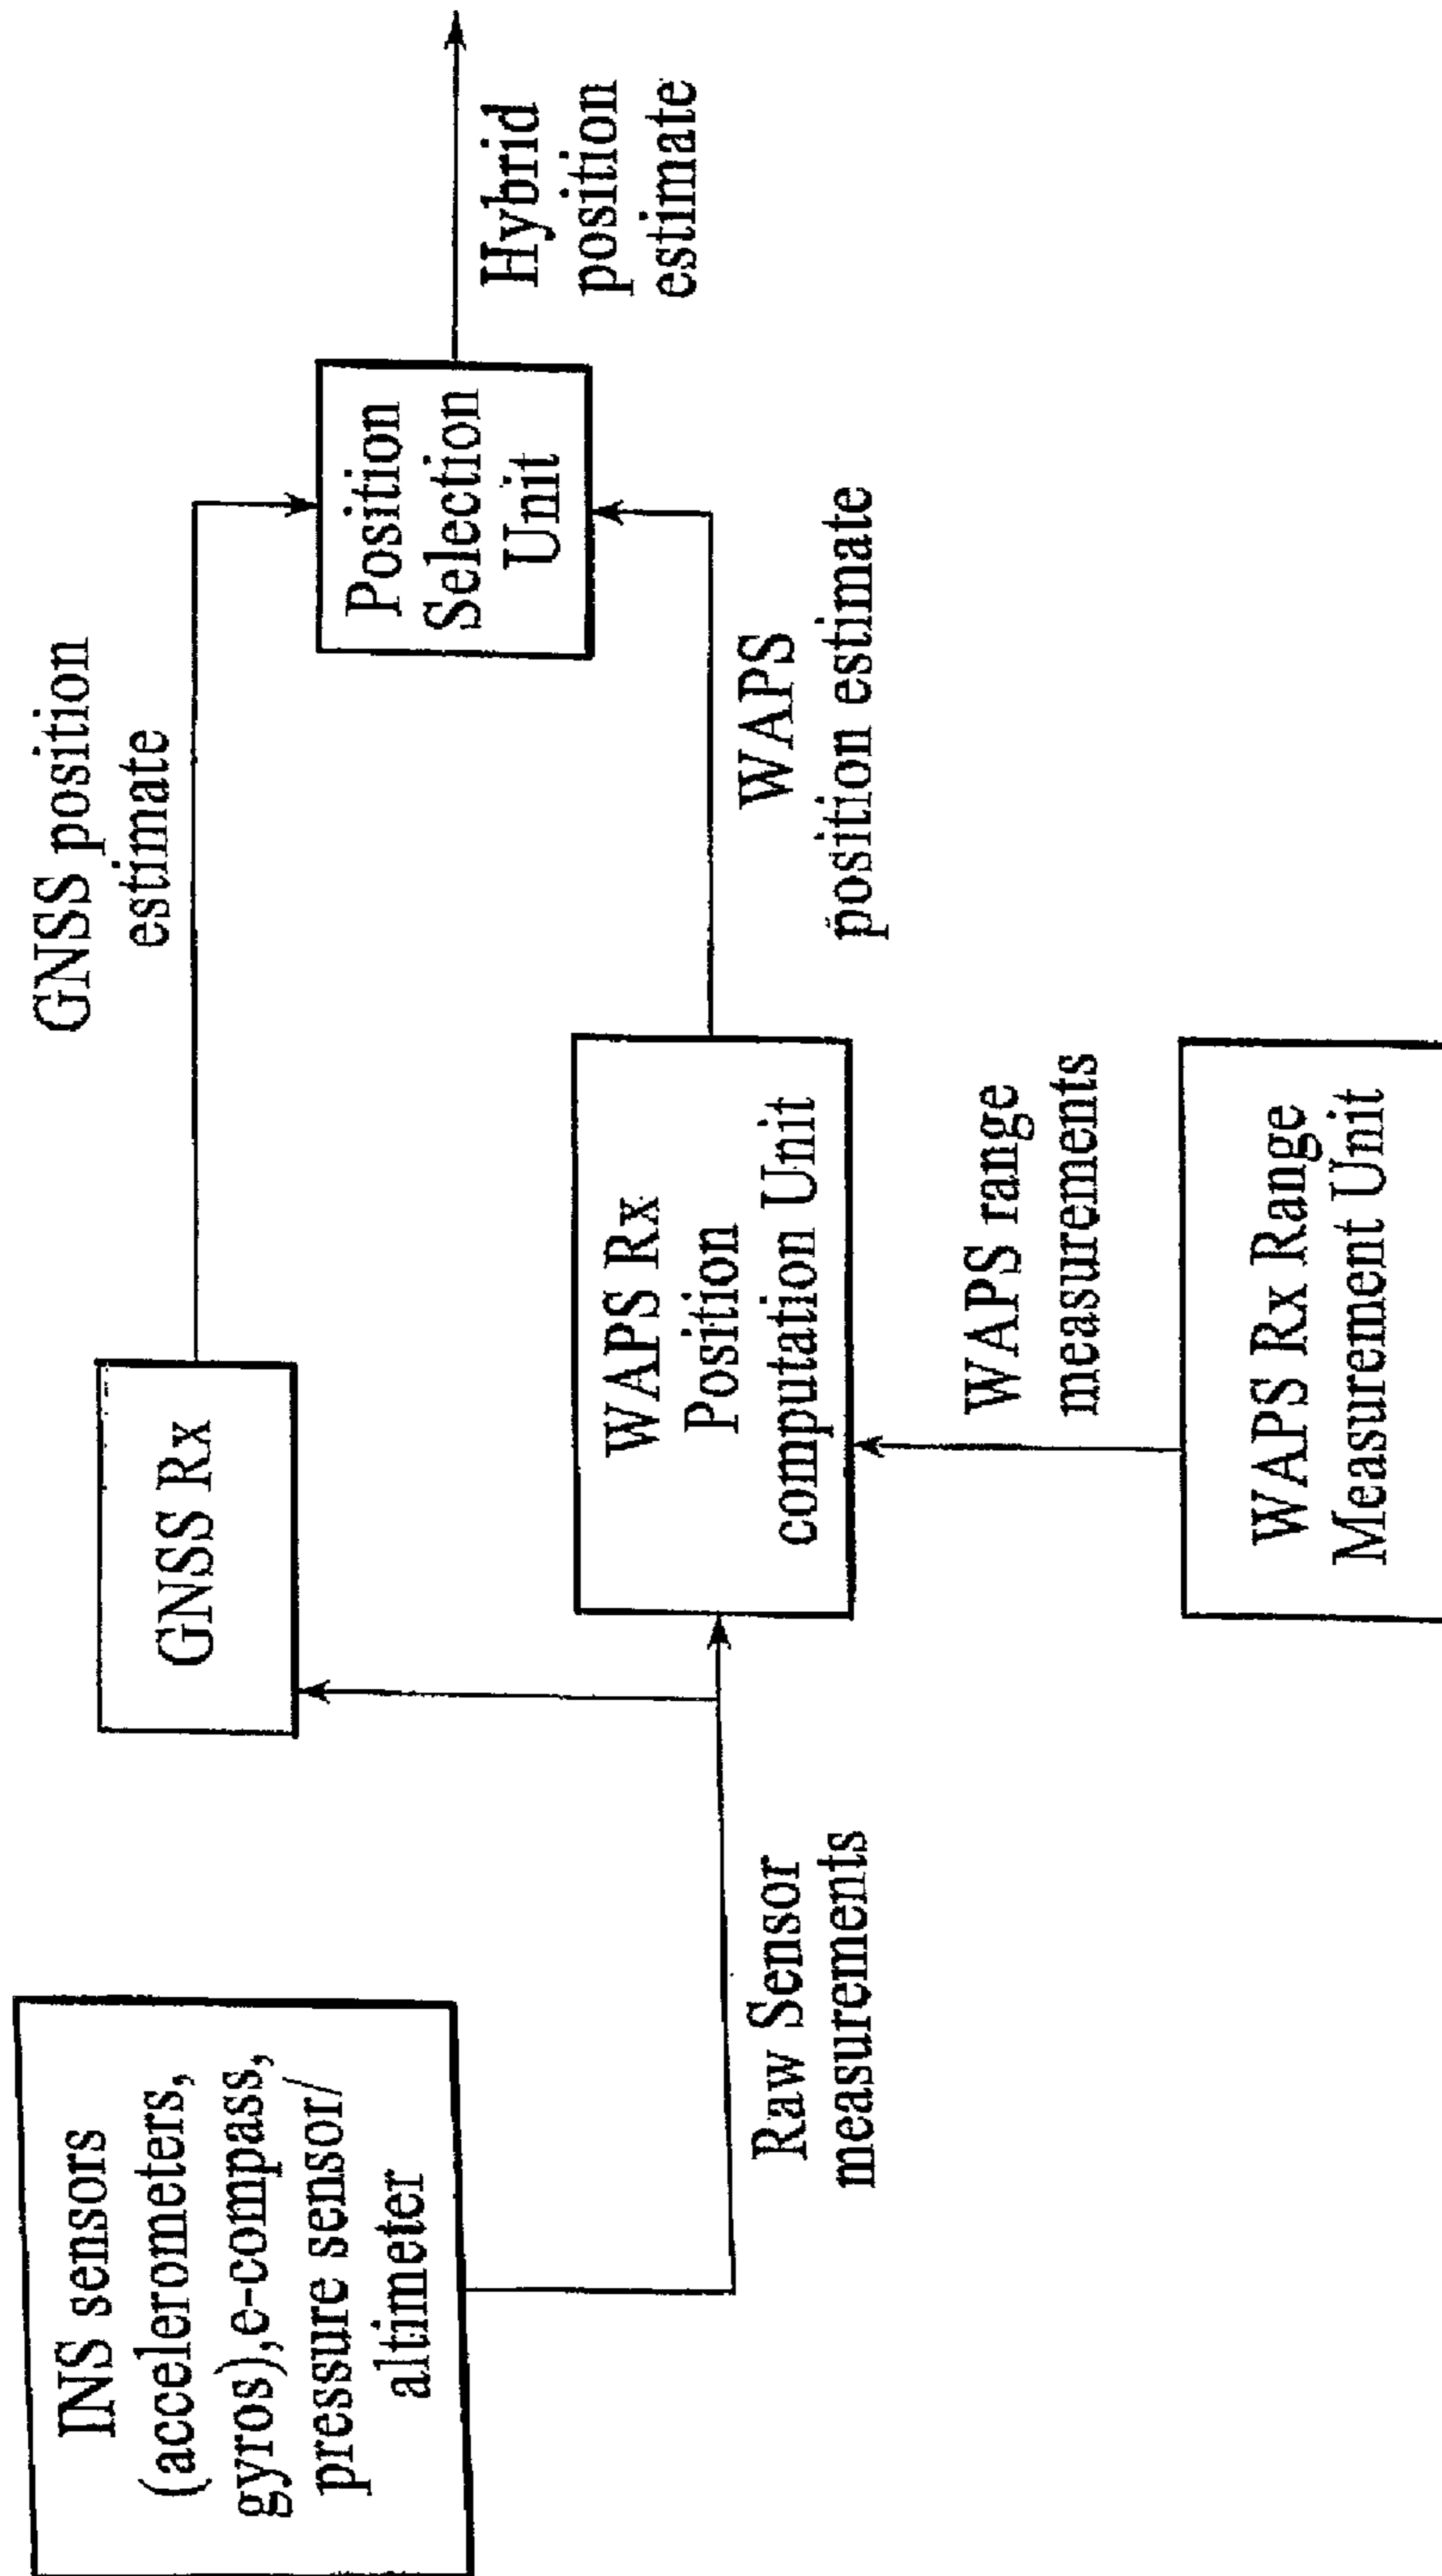 INS sensors
(accelerometers,
gyros),e-compass,
pressure sensor/
altimeter
Raw Sensor
measurements
GNSS Rx
GNSS position
estimate
WAPS Rx
Position
computation Unit
WAPS range
measurements
WAPS Rx Range
Measurement Unit
WAPS
position estimate
Position
Selection
Unit
Hybrid
position
estimate